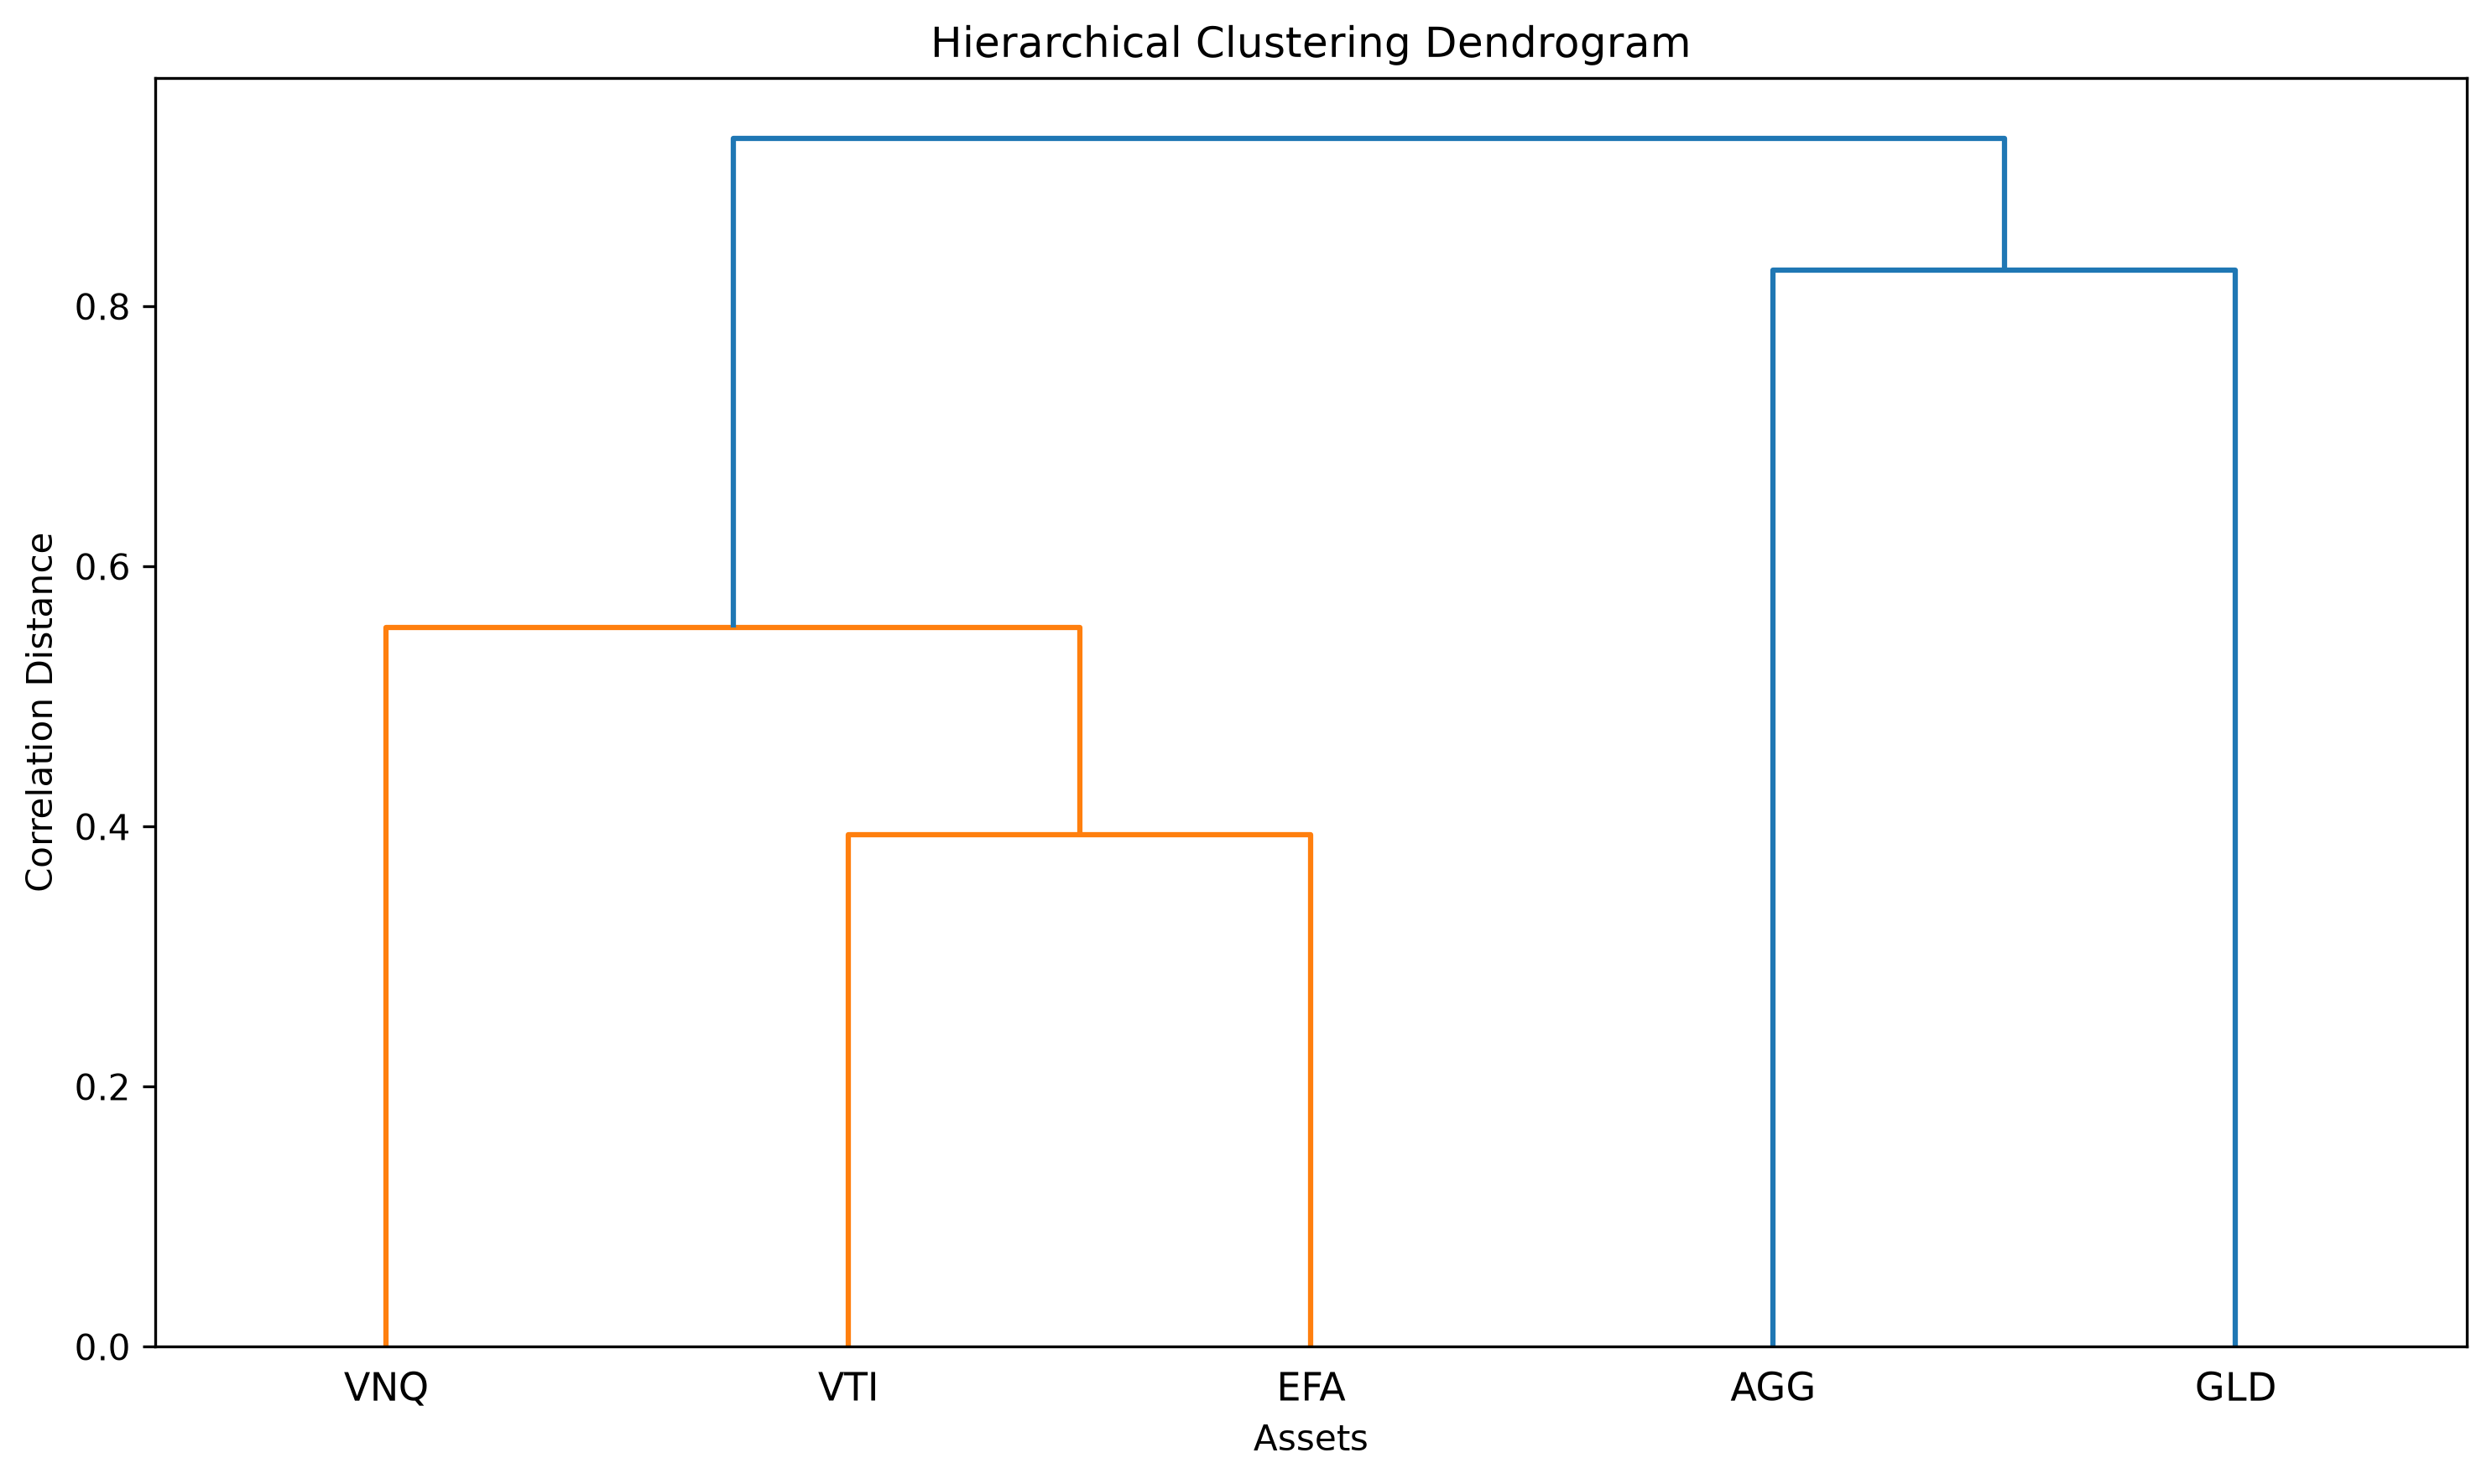 Hierarchical Clustering Dendrogram
Correlation Distance
0.8
0.6
0.4
0.2
0.0
VNQ VTI EFA AGG GLD
Assets